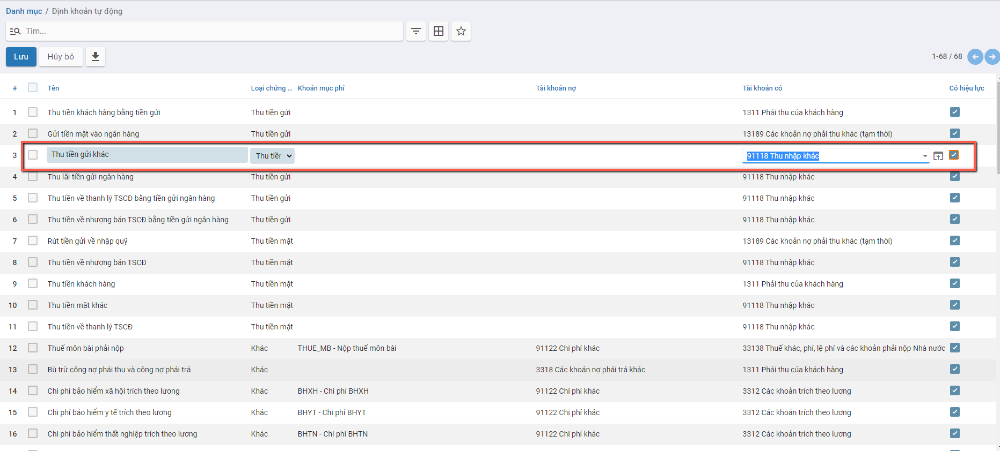 Danh mục / Định khoản tự động
Tìm...
Lưu Hủy bỏ 1-68 / 68
# Tên Loại chứng ... Khoản mục phí Tài khoản nợ Tài khoản có Có hiệu lực
1 Thu tiền khách hàng bằng tiền gửi Thu tiền gửi 1311 Phải thu của khách hàng
2 Gửi tiền mặt vào ngân hàng Thu tiền gửi 13189 Các khoản nợ phải thu khác (tạm thời)
3 Thu tiền gửi khác Thu tiền 91118 Thu nhập khác
4 Thu lãi tiền gửi ngân hàng Thu tiền gửi 91118 Thu nhập khác
5 Thu tiền về thanh lý TSCĐ bằng tiền gửi ngân hàng Thu tiền gửi 91118 Thu nhập khác
6 Thu tiền về nhượng bán TSCĐ bằng tiền gửi ngân hàng Thu tiền gửi 91118 Thu nhập khác
7 Rút tiền gửi về nhập quỹ Thu tiền mặt 13189 Các khoản nợ phải thu khác (tạm thời)
8 Thu tiền về nhượng bán TSCĐ Thu tiền mặt 91118 Thu nhập khác
9 Thu tiền khách hàng Thu tiền mặt 1311 Phải thu của khách hàng
10 Thu tiền mặt khác Thu tiền mặt 91118 Thu nhập khác
11 Thu tiền về thanh lý TSCĐ Thu tiền mặt 91118 Thu nhập khác
12 Thuế môn bài phải nộp Khác THUE_MB - Nộp thuế môn bài 91122 Chi phí khác 33138 Thuế khác, phí, lệ phí và các khoản phải nộp Nhà nước
13 Bù trừ công nợ phải thu và công nợ phải trả Khác 3318 Các khoản nợ phải trả khác 1311 Phải thu của khách hàng
14 Chi phí bảo hiểm xã hội trích theo lương Khác BHXH - Chi phí BHXH 91122 Chi phí khác 3312 Các khoản trích theo lương
15 Chi phí bảo hiểm y tế trích theo lương Khác BHYT - Chi phí BHYT 91122 Chi phí khác 3312 Các khoản trích theo lương
16 Chi phí bảo hiểm thất nghiệp trích theo lương Khác BHTN - Chi phí BHTN 91122 Chi phí khác 3312 Các khoản trích theo lương